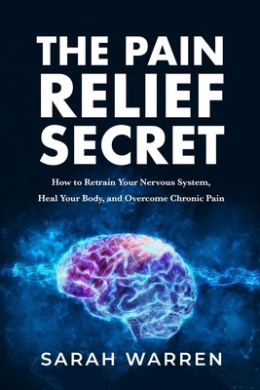 THE PAIN
RELIEF
SECRET
How to Retrain Your Nervous System,
Heal Your Body, and Overcome Chronic Pain
SARAH WARREN